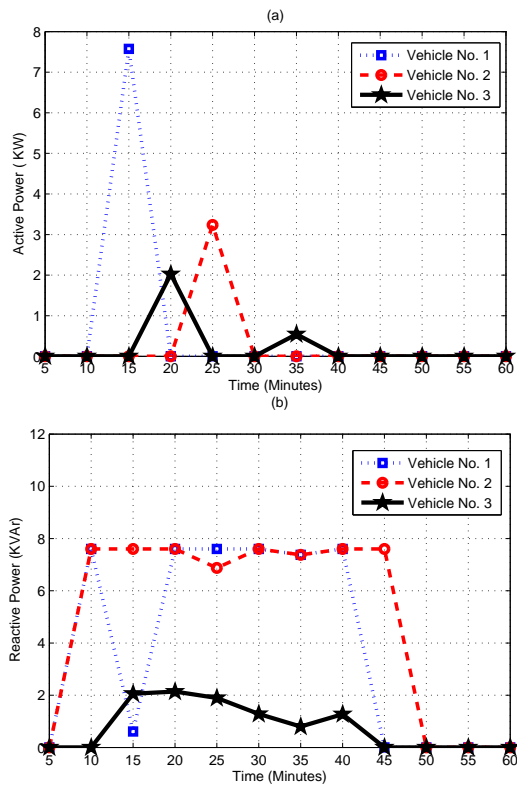 (a)
8
7
6
5
4
3
2
1
0
Active Power ( KW)
Vehicle No. 1
Vehicle No. 2
Vehicle No. 3
5 10 15 20 25 30 35 40 45 50 55 60
Time (Minutes)
(b)
12
10
8
6
4
2
0
Reactive Power (KVAr)
Vehicle No. 1
Vehicle No. 2
Vehicle No. 3
5 10 15 20 25 30 35 40 45 50 55 60
Time (Minutes)